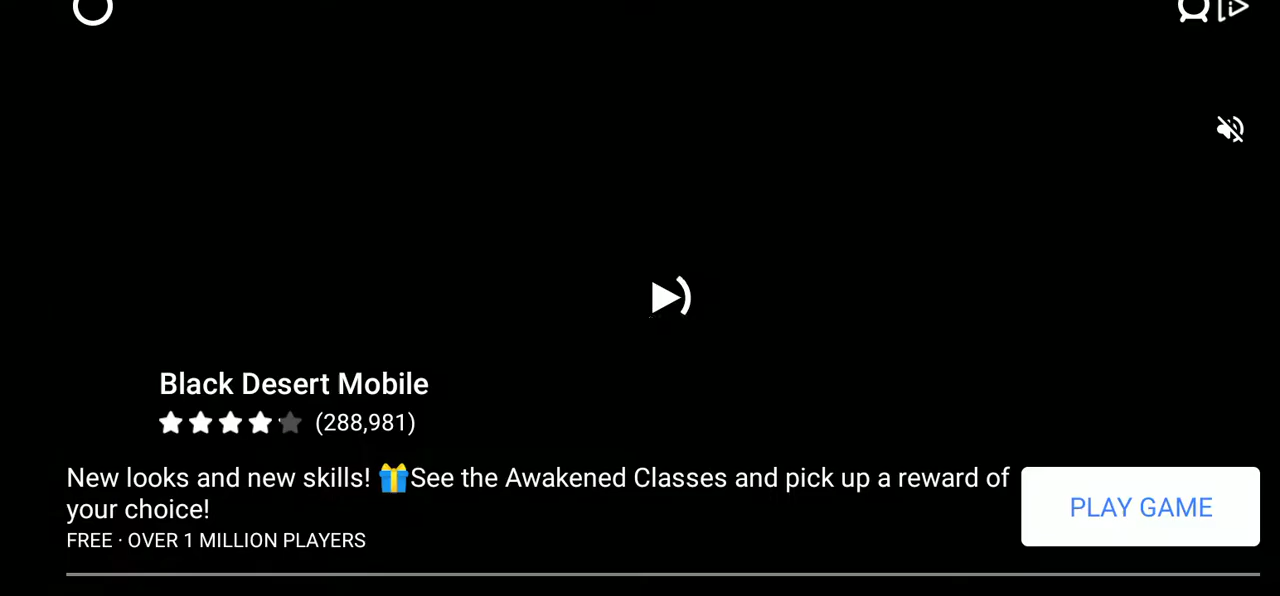 Black Desert Mobile
(288,981)
New looks and new skills! 🎁See the Awakened Classes and pick up a reward of
your choice!
PLAY GAME
FREE · OVER 1 MILLION PLAYERS